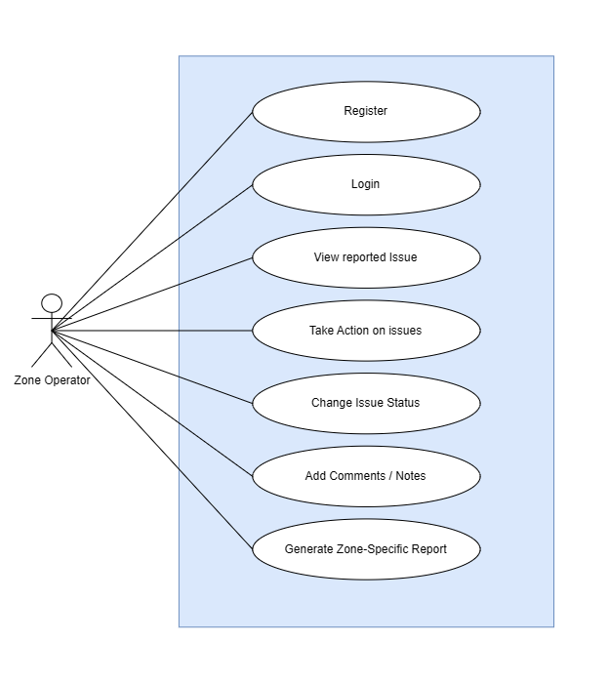 Register
Login
View reported Issue
Take Action on issues
Zone Operator
Change Issue Status
Add Comments / Notes
Generate Zone-Specific Report